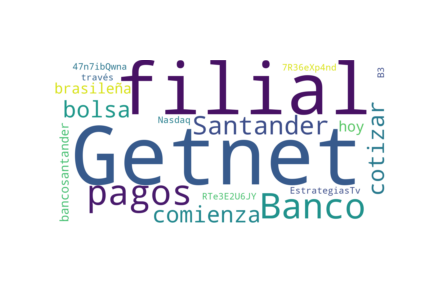 47n7ibQwna
través
brasileña
filial
7R36eXp4nd
B3
bolsa
Nasdaq
Santander
hoy
cotizar
bancosantander
Getnet
pagos
RTe3E2U6JY
EstrategiasTv
comienza
Banco